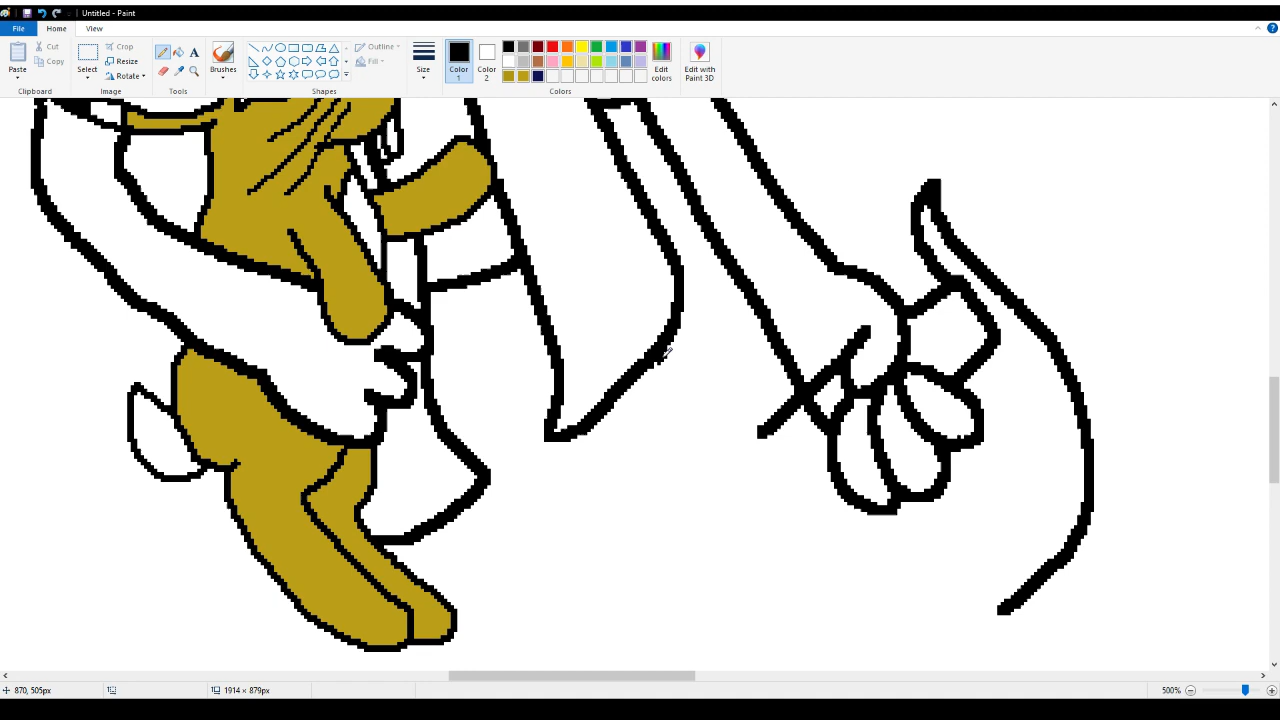 Untitled - Paint
File Home View
Paste
Cut
Copy
Clipboard
Select
Crop
Resize
Rotate
Image
A
Tools
Brushes
Outline
Fill
Shapes
Size
Color
1
Color
2
Edit
colors
Colors
Edit with
Paint 3D
870, 505px
1914 × 879px
500%